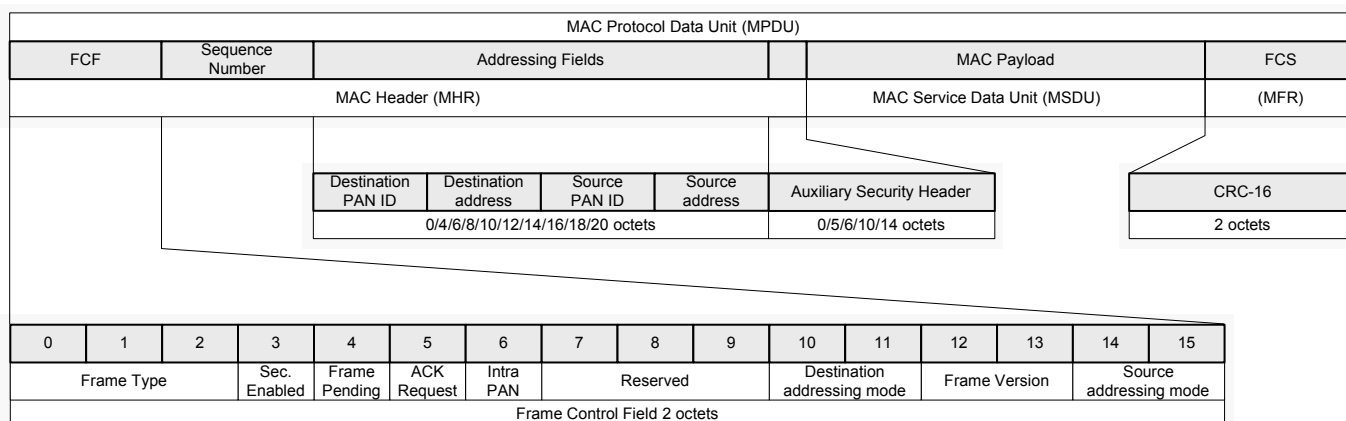 MAC Protocol Data Unit (MPDU)
FCF Sequence Number Addressing Fields MAC Payload FCS
MAC Header (MHR) MAC Service Data Unit (MSDU) (MFR)
Destination PAN ID Destination address Source PAN ID Source address Auxiliary Security Header CRC-16
0/4/6/8/10/12/14/16/18/20 octets 0/5/6/10/14 octets 2 octets
0 1 2 3 4 5 6 7 8 9 10 11 12 13 14 15
Frame Type Sec. Enabled Frame Pending ACK Request Intra PAN Reserved Destination addressing mode Frame Version Source addressing mode
Frame Control Field 2 octets